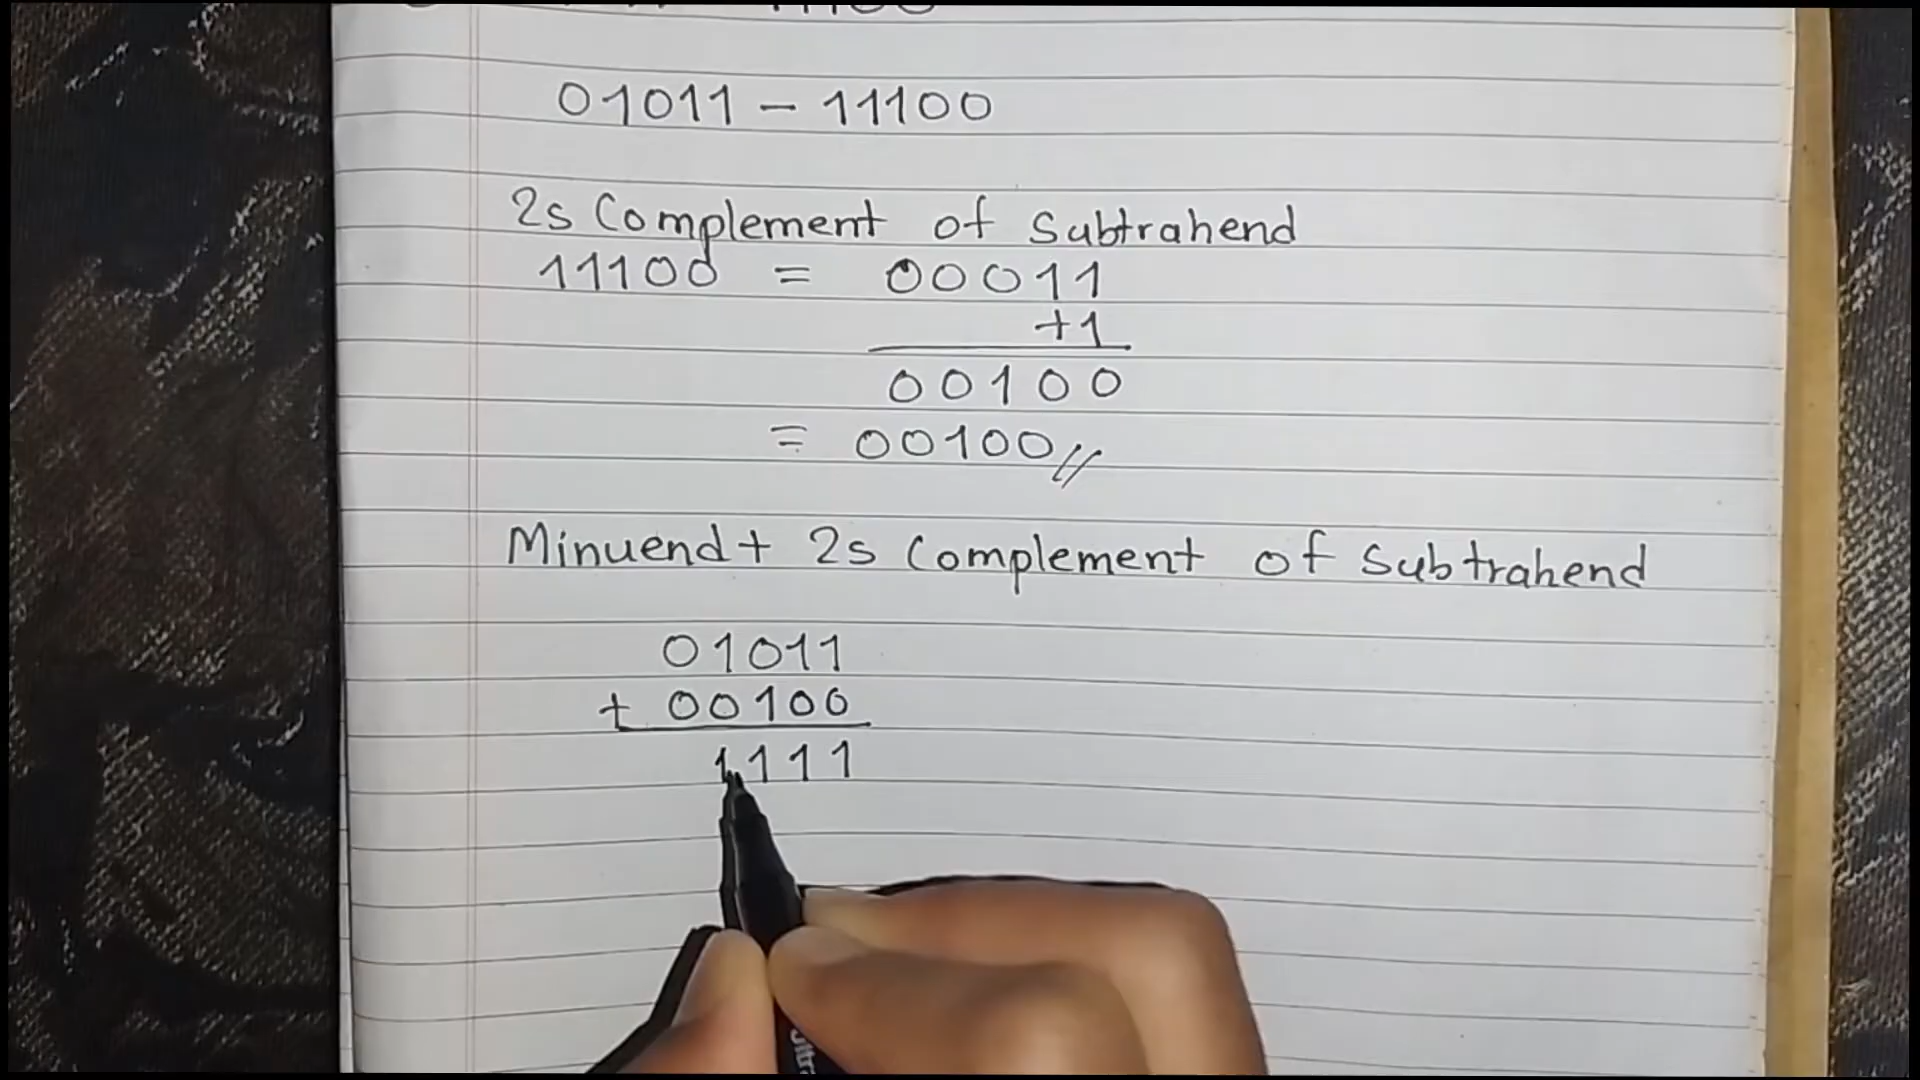 01011 - 11100
2s Complement of Subtrahend
11100 = 00011
+1
00100
= 00100//
Minuend + 2s Complement of Subtrahend
01011
+ 00100
1111